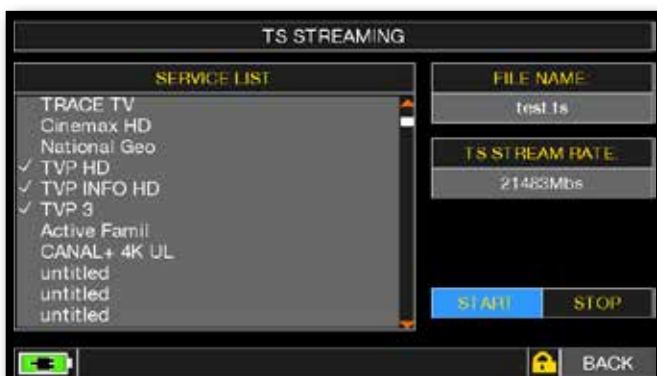 TS STREAMING
SERVICE LIST
TRACE TV
Cinemax HD
National Geo
✓ TVP HD
✓ TVP INFO HD
✓ TVP 3
Active Famil
CANAL+ 4K UL
untitled
untitled
untitled
FILE NAME:
test.ts
TS STREAM RATE:
21483Mbs
START STOP
BACK